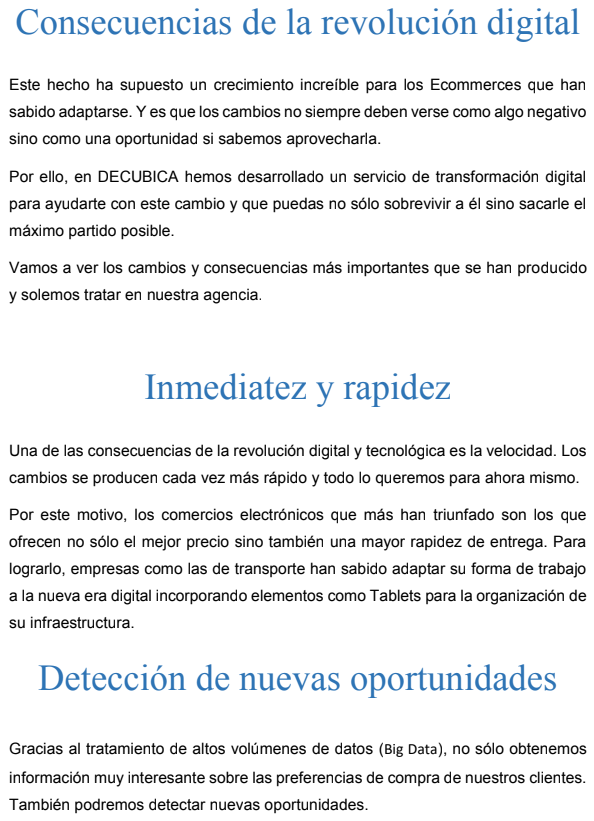 Consecuencias de la revolución digital
Este hecho ha supuesto un crecimiento increíble para los Ecommerces que han
sabido adaptarse. Y es que los cambios no siempre deben verse como algo negativo
sino como una oportunidad si sabemos aprovecharla.
Por ello, en DECUBICA hemos desarrollado un servicio de transformación digital
para ayudarte con este cambio y que puedas no sólo sobrevivir a él sino sacarle el
máximo partido posible.
Vamos a ver los cambios y consecuencias más importantes que se han producido
y solemos tratar en nuestra agencia.
Inmediatez y rapidez
Una de las consecuencias de la revolución digital y tecnológica es la velocidad. Los
cambios se producen cada vez más rápido y todo lo queremos para ahora mismo.
Por este motivo, los comercios electrónicos que más han triunfado son los que
ofrecen no sólo el mejor precio sino también una mayor rapidez de entrega. Para
lograrlo, empresas como las de transporte han sabido adaptar su forma de trabajo
a la nueva era digital incorporando elementos como Tablets para la organización de
su infraestructura.
Detección de nuevas oportunidades
Gracias al tratamiento de altos volúmenes de datos (Big Data), no sólo obtenemos
información muy interesante sobre las preferencias de compra de nuestros clientes.
También podremos detectar nuevas oportunidades.